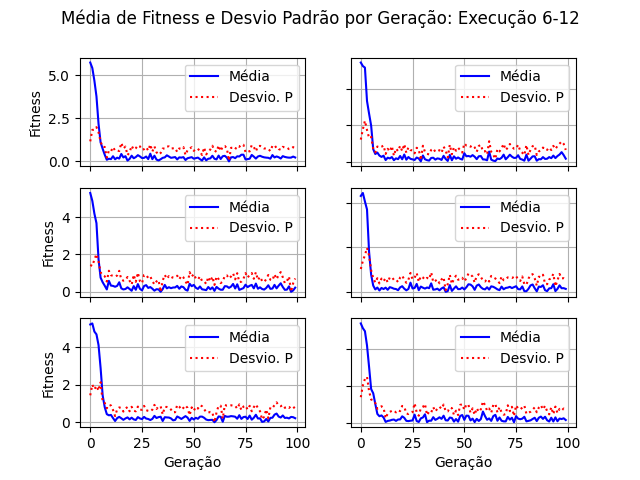 Média de Fitness e Desvio Padrão por Geração: Execução 6-12
Fitness
5.0
2.5
0.0
Média
Desvio. P
Média
Desvio. P
Fitness
4
2
0
Média
Desvio. P
Média
Desvio. P
Fitness
4
2
0
Média
Desvio. P
Média
Desvio. P
0 25 50 75 100
0 25 50 75 100
Geração
Geração